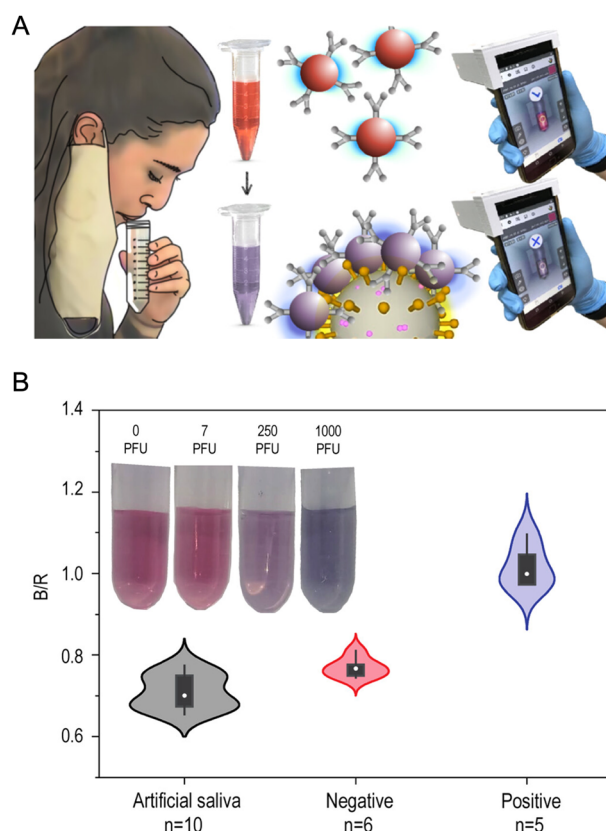 A
B
1.4
1.2
1.0
0.8
0.6
B/R
0 7 250 1000
PFU PFU PFU PFU
Artificial saliva Negative Positive
n=10 n=6 n=5